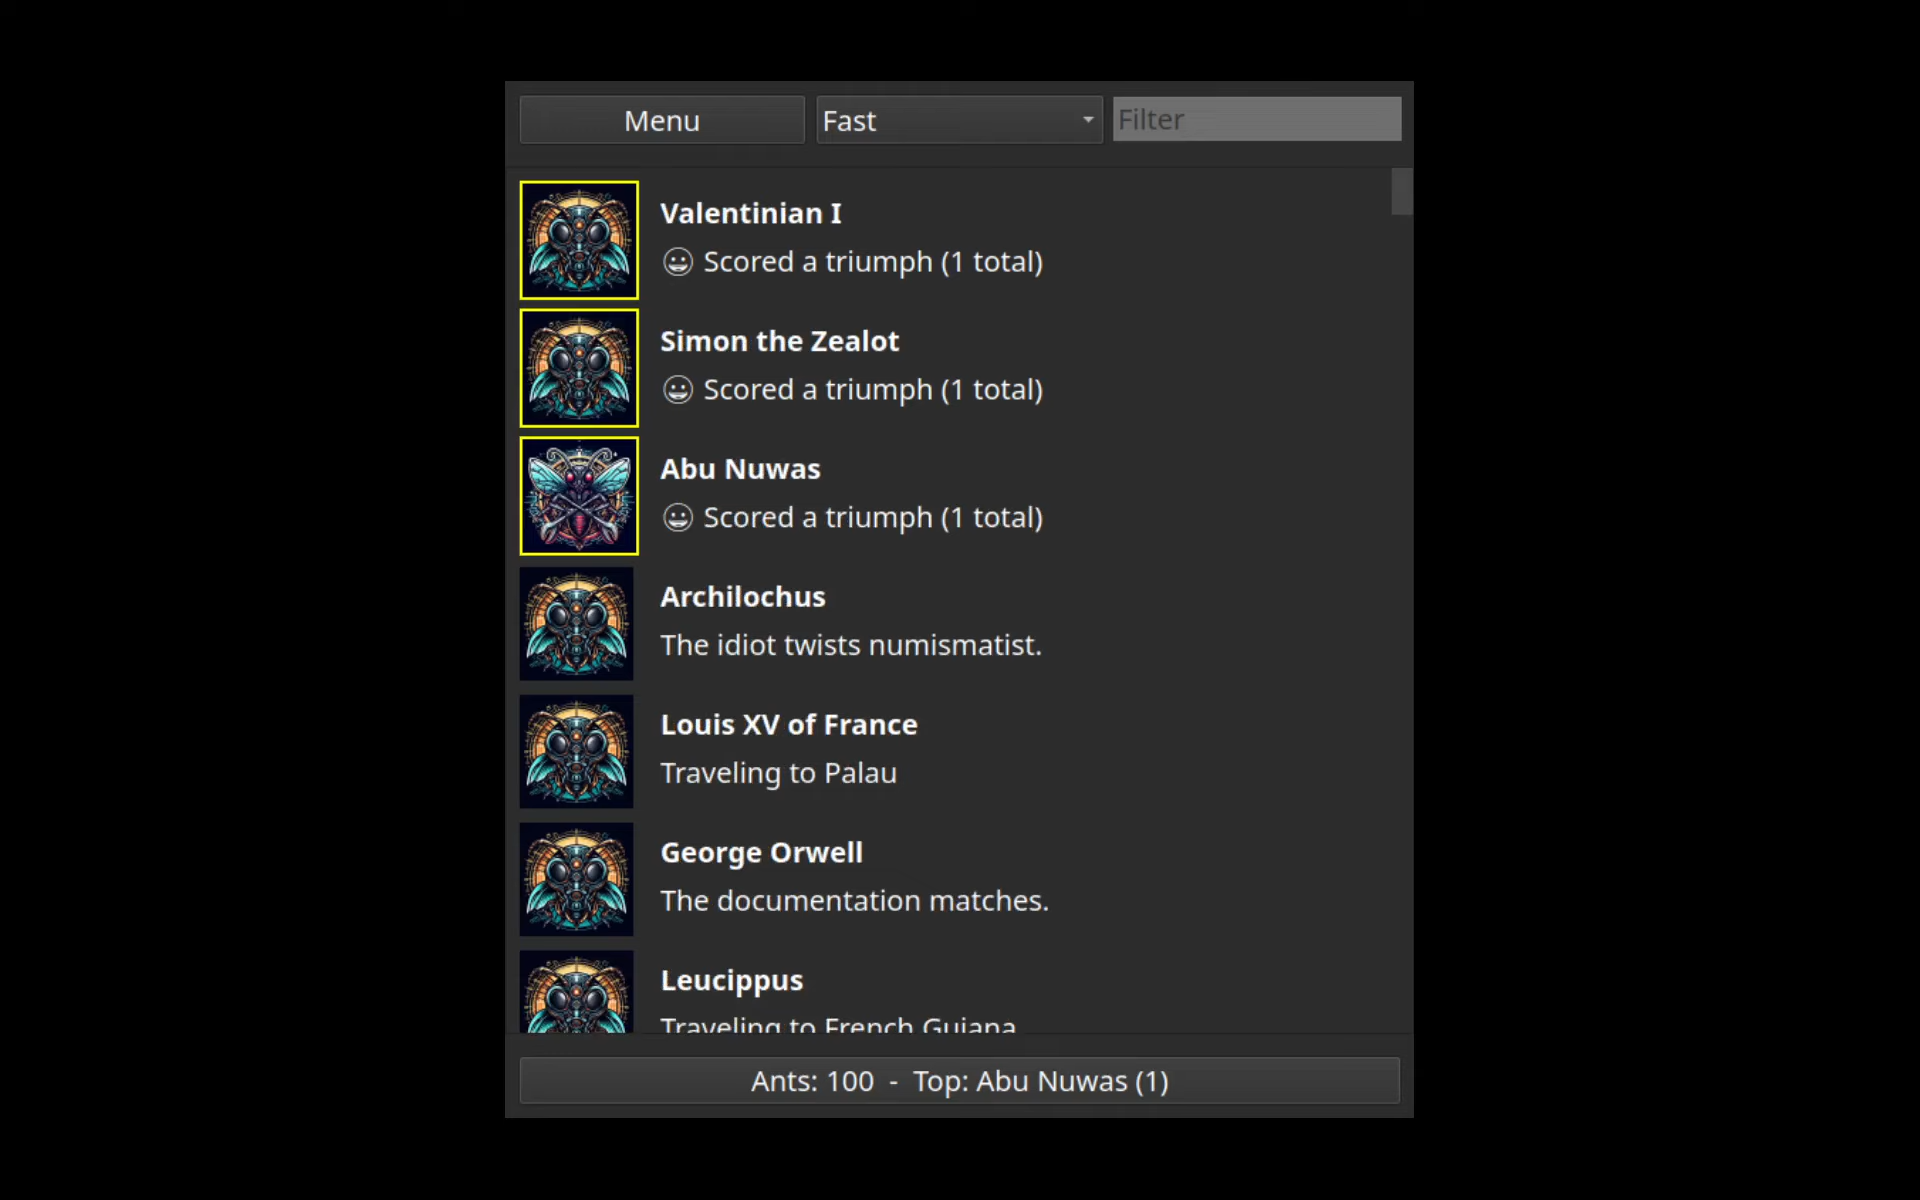 Menu
Fast
Filter
Valentinian I
😀 Scored a triumph (1 total)
Simon the Zealot
😀 Scored a triumph (1 total)
Abu Nuwas
😀 Scored a triumph (1 total)
Archilochus
The idiot twists numismatist.
Louis XV of France
Traveling to Palau
George Orwell
The documentation matches.
Leucippus
Traveling to French Guiana
Ants: 100 - Top: Abu Nuwas (1)